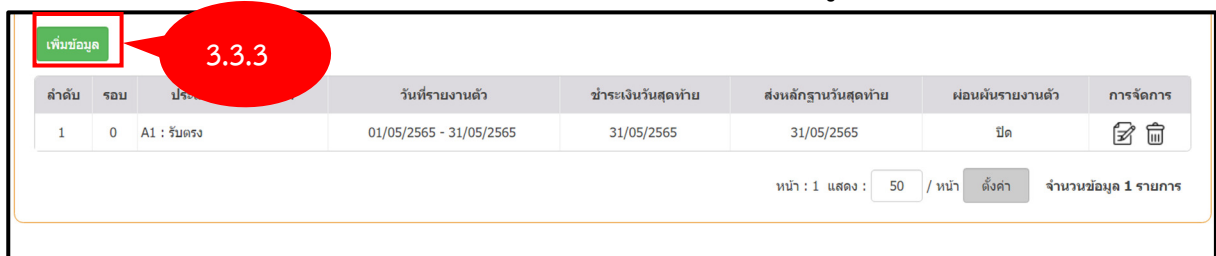 เพิ่มข้อมูล
3.3.3
ลำดับ รอบ วันที่รายงานตัว ชำระเงินวันสุดท้าย ส่งหลักฐานวันสุดท้าย ผ่อนผันรายงานตัว การจัดการ
1 0 A1 : รับตรง 01/05/2565 - 31/05/2565 31/05/2565 31/05/2565 ปิด
หน้า : 1 แสดง : 50 / หน้า ตั้งค่า จำนวนข้อมูล 1 รายการ